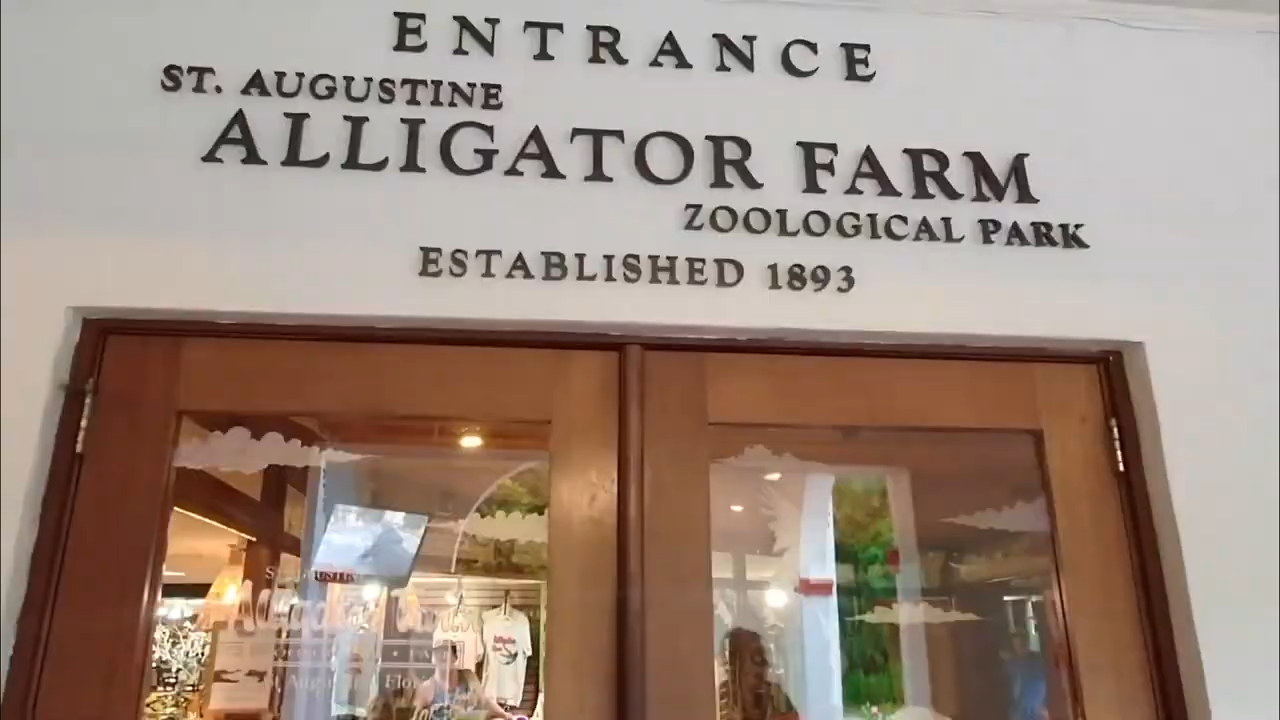 ENTRANCE
ST. AUGUSTINE
ALLIGATOR FARM
ZOOLOGICAL PARK
ESTABLISHED 1893